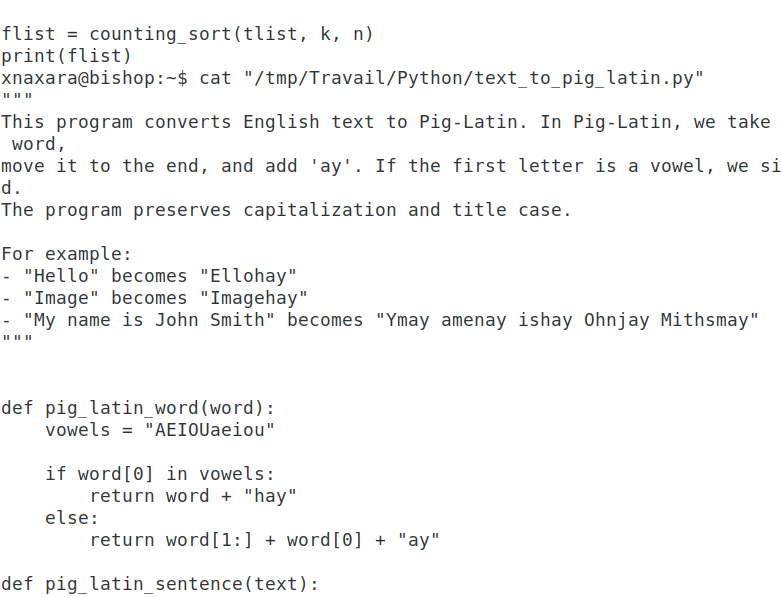 flist = counting_sort(tlist, k, n)
print(flist)
xnaxara@bishop:~$ cat "/tmp/Travail/Python/text_to_pig_latin.py"
"""
This program converts English text to Pig-Latin. In Pig-Latin, we take
 word,
move it to the end, and add 'ay'. If the first letter is a vowel, we si
d.
The program preserves capitalization and title case.

For example:
- "Hello" becomes "Ellohay"
- "Image" becomes "Imagehay"
- "My name is John Smith" becomes "Ymay amenay ishay Ohnjay Mithsmay"
"""


def pig_latin_word(word):
    vowels = "AEIOUaeiou"

    if word[0] in vowels:
        return word + "hay"
    else:
        return word[1:] + word[0] + "ay"

def pig_latin_sentence(text):